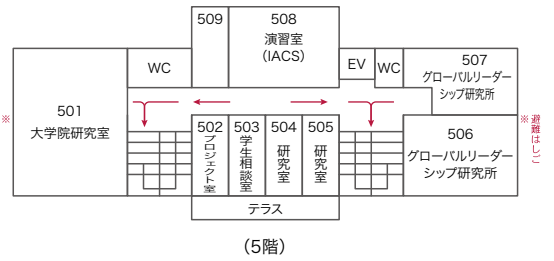 509
508
演習室
(IACS)
WC
EV
WC
507
グローバルリーダー
シップ研究所
※
501
大学院研究室
502
プロジェクト室
503
学生相談室
504
研究室
505
研究室
506
グローバルリーダー
シップ研究所
※避難はしご
テラス
（5階）